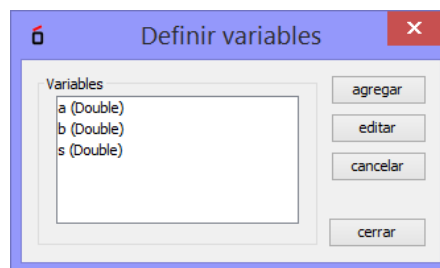 Definir variables
Variables
a (Double)
b (Double)
s (Double)
agregar
editar
cancelar
cerrar